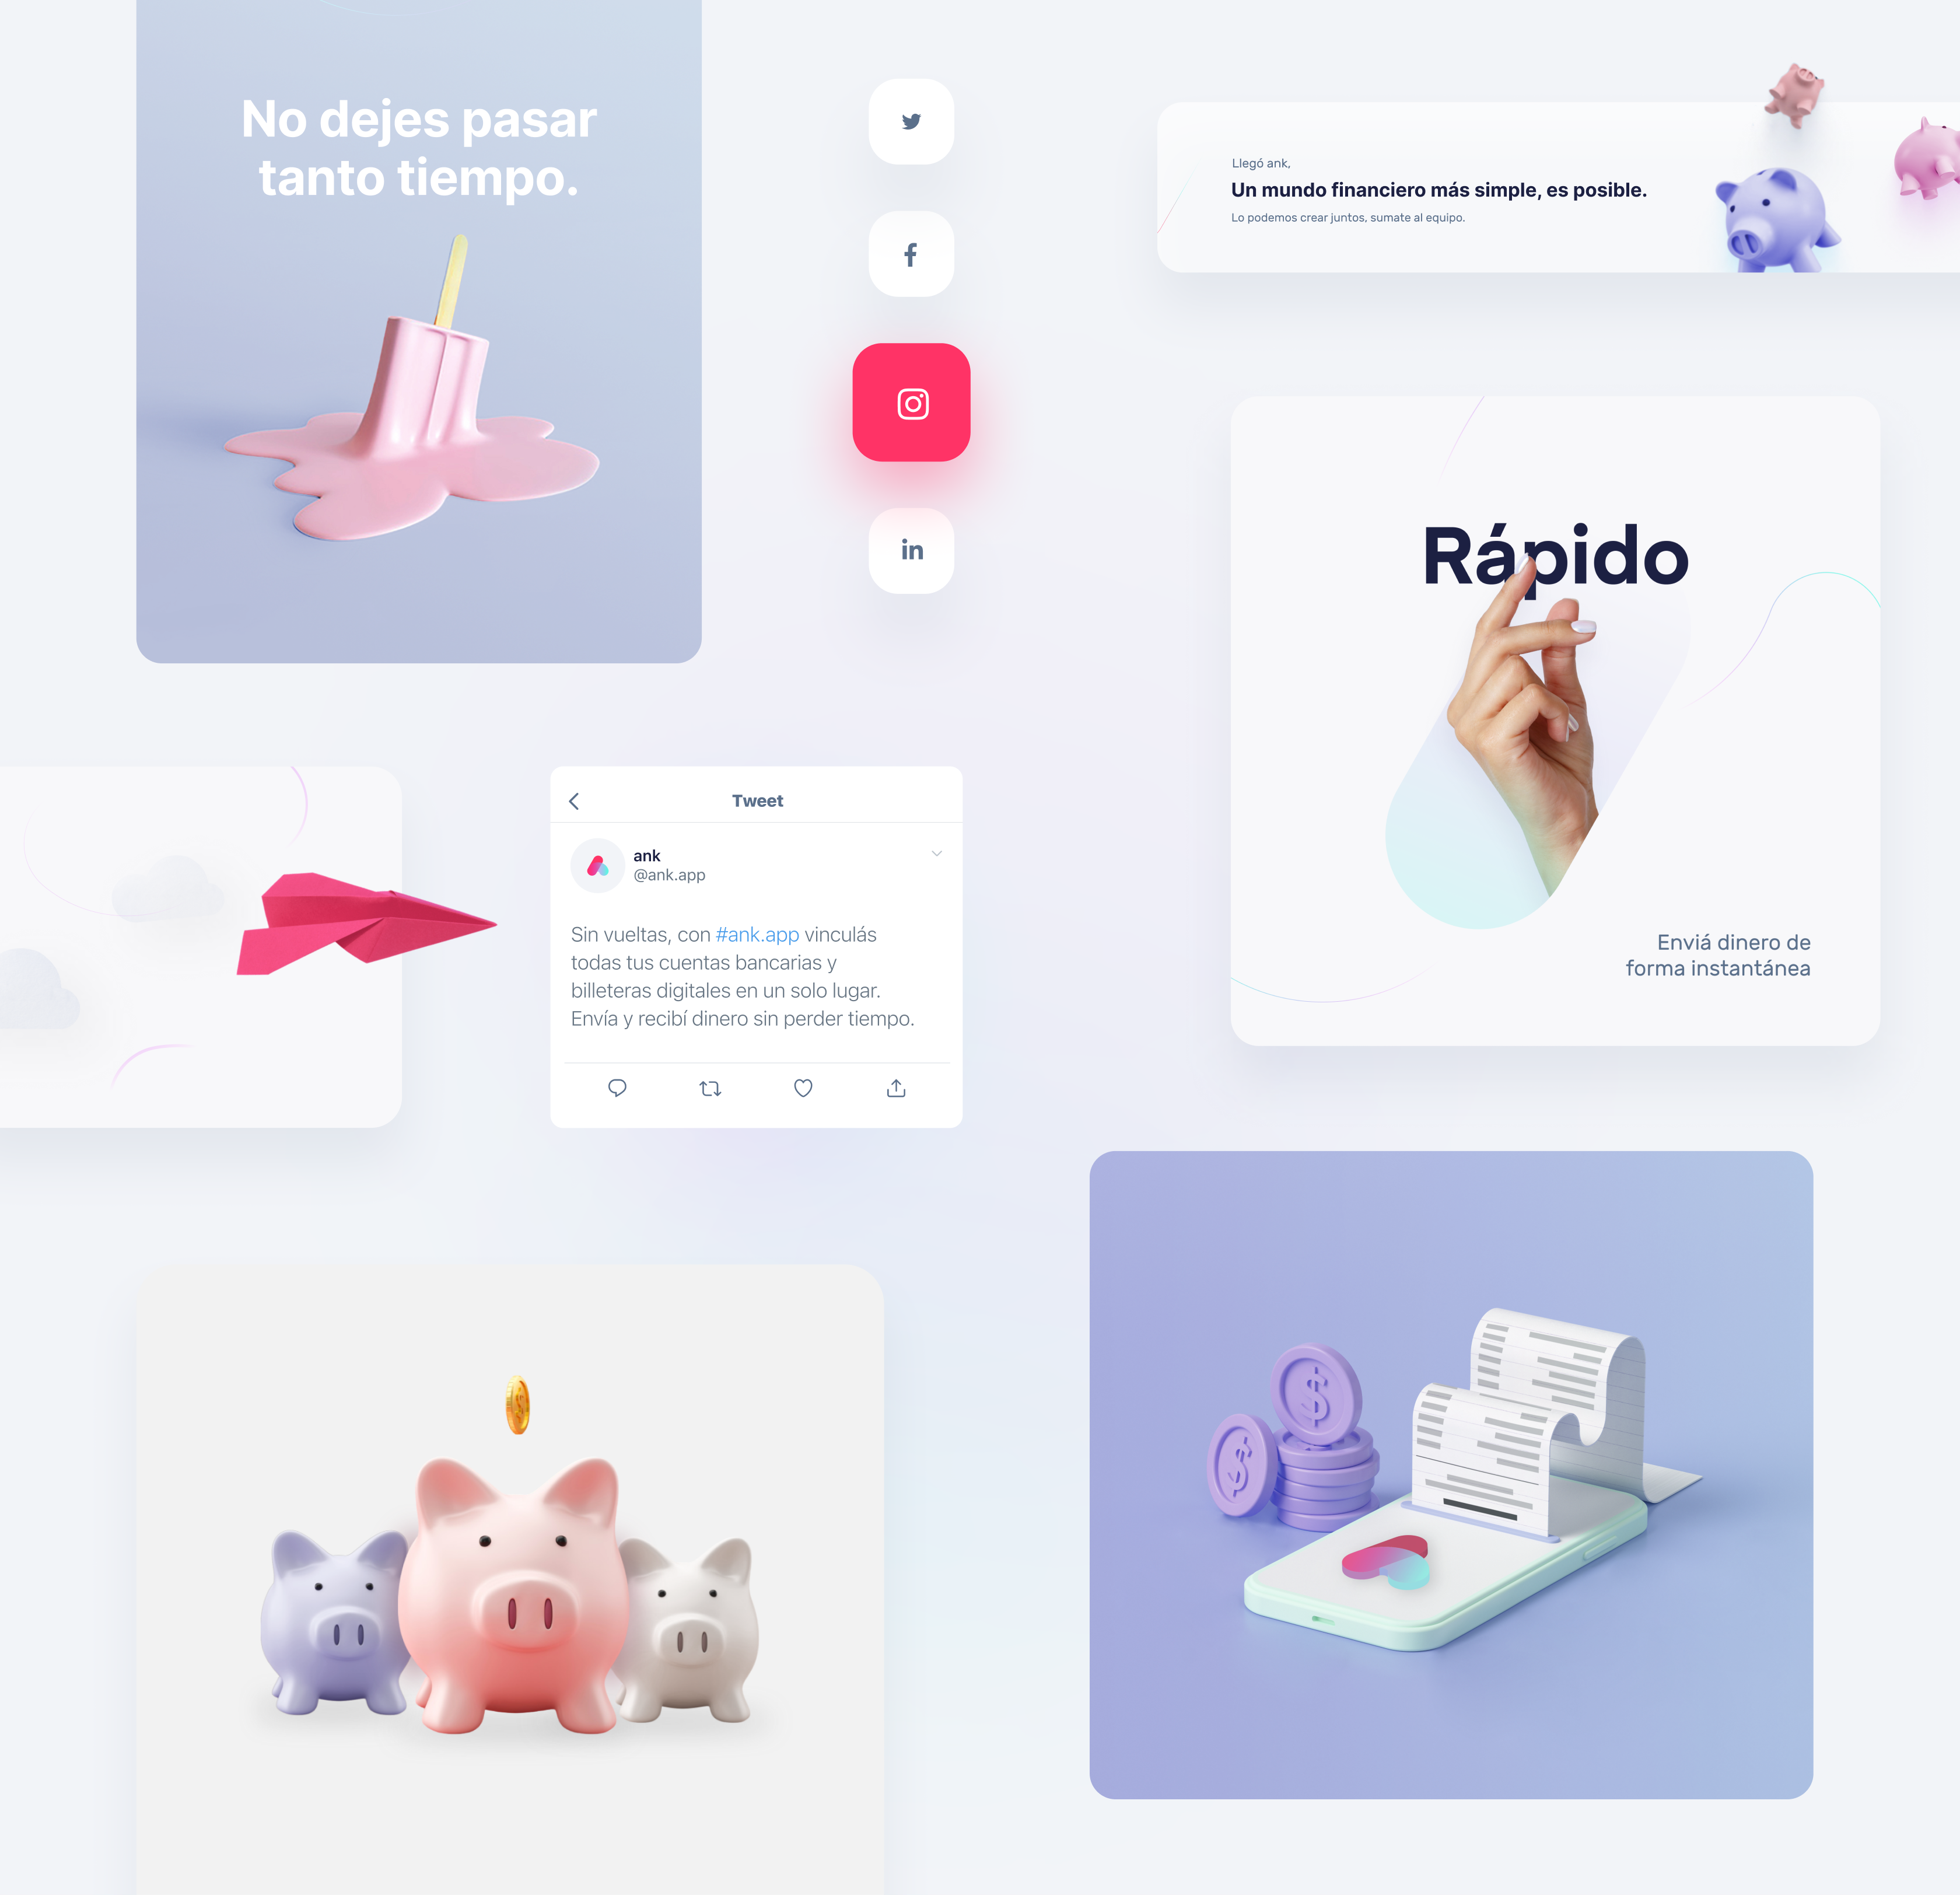 No dejes pasar
tanto tiempo.
Llegó ank,
Un mundo financiero más simple, es posible.
Lo podemos crear juntos, sumate al equipo.
in
Rápido
Enviá dinero de
forma instantánea
Tweet
ank
@ank.app
Sin vueltas, con #ank.app vinculás
todas tus cuentas bancarias y
billeteras digitales en un solo lugar.
Envía y recibí dinero sin perder tiempo.
$
$